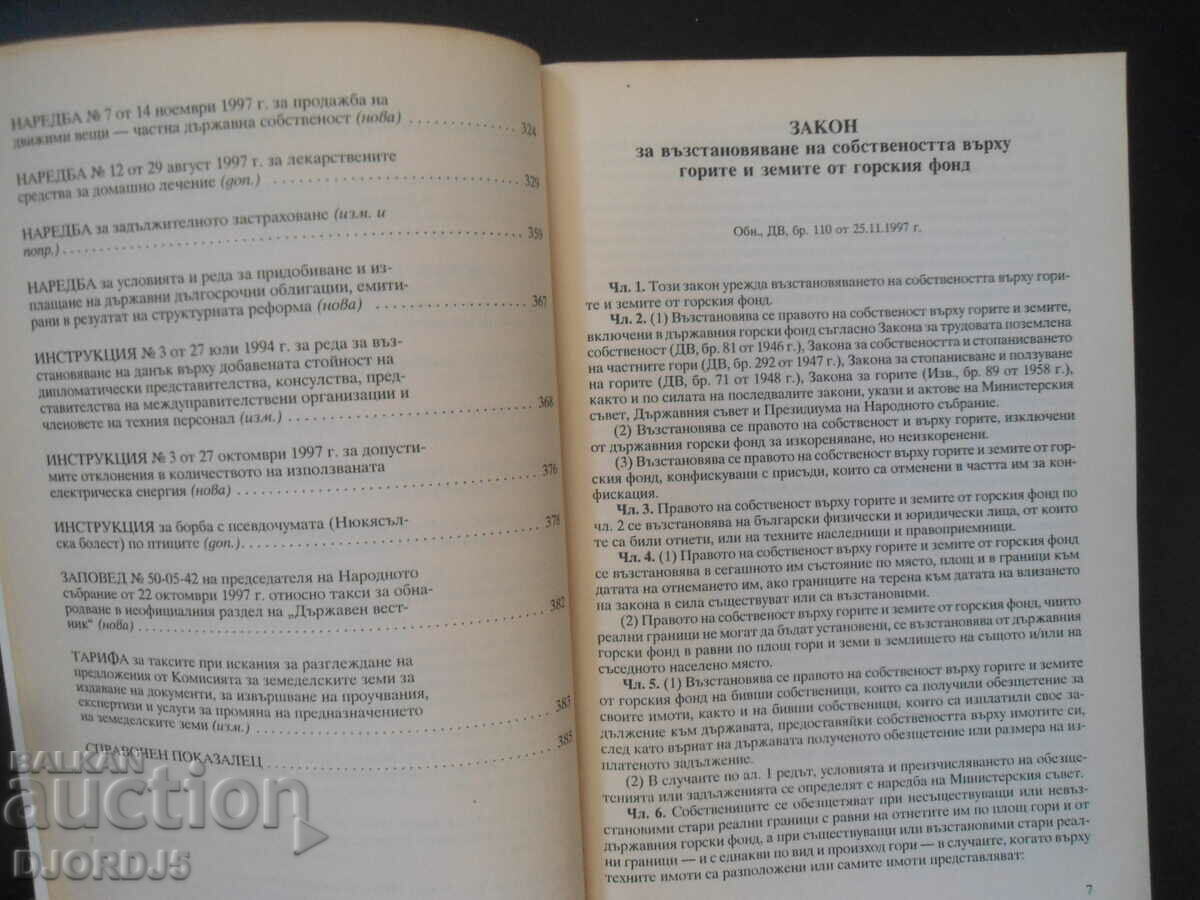 НАРЕДБА № 7 от 14 ноември 1997 г. за продажба на
движими вещи — частна държавна собственост (нова) . . . . . . . . . . . . . . 324
НАРЕДБА № 12 от 29 август 1997 г. за лекарствените
средства за домашно лечение (доп.) . . . . . . . . . . . . . . . . . . . . . . . . . . . . . . 329
НАРЕДБА за задължителното застраховане (изм. и
попр.) . . . . . . . . . . . . . . . . . . . . . . . . . . . . . . . . . . . . . . . . . . . . . . . . . . . . . . . . 359
НАРЕДБА за условията и реда за придобиване и из-
плащане на държавни дългосрочни облигации, емити-
рани в резултат на структурната реформа (нова) . . . . . . . . . . . . . . . . . . 367
ИНСТРУКЦИЯ № 3 от 27 юли 1994 г. за реда за въз-
становяване на данък върху добавената стойност на
дипломатически представителства, консулства, пред-
ставителства на междуправителствени организации и
членовете на техния персонал (изм.) . . . . . . . . . . . . . . . . . . . . . . . . . . . . 368
ИНСТРУКЦИЯ № 3 от 27 октомври 1997 г. за допусти-
мите отклонения в количеството на използваната
електрическа енергия (нова) . . . . . . . . . . . . . . . . . . . . . . . . . . . . . . . . . . . 376
ИНСТРУКЦИЯ за борба с псевдочумата (Нюкясъл-
ска болест) по птиците (доп.) . . . . . . . . . . . . . . . . . . . . . . . . . . . . . . . . . . . 378
ЗАПОВЕД № 50-05-42 на председателя на Народното
събрание от 22 октомври 1997 г. относно такси за обна-
родване в неофициалния раздел на „Държавен вест-
ник“ (нова) . . . . . . . . . . . . . . . . . . . . . . . . . . . . . . . . . . . . . . . . . . . . . . . . . . . 382
ТАРИФА за таксите при искания за разглеждане на
предложения от Комисията за земеделските земи за
издаване на документи, за извършване на проучвания,
експертизи и услуги за промяна на предназначението
на земеделските земи (изм.) . . . . . . . . . . . . . . . . . . . . . . . . . . . . . . . . . . . . 383
СПРАВОЧЕН ПОКАЗАЛЕЦ . . . . . . . . . . . . . . . . . . . . . . . . . . . . . . . . . . . . 385
BALKAN
auction
DJORDJ5
ЗАКОН
за възстановяване на собствеността върху
горите и земите от горския фонд
Обн., ДВ, бр. 110 от 25.11.1997 г.
Чл. 1. Този закон урежда възстановяването на собствеността върху гори-
те и земите от горския фонд.
Чл. 2. (1) Възстановява се правото на собственост върху горите и земите,
включени в държавния горски фонд съгласно Закона за трудовата поземлена
собственост (ДВ, бр. 81 от 1946 г.), Закона за собствеността и стопанисването
на частните гори (ДВ, бр. 292 от 1947 г.), Закона за стопанисване и ползуване
на горите (ДВ, бр. 71 от 1948 г.), Закона за горите (Изв., бр. 89 от 1958 г.),
както и по силата на последвалите закони, укази и актове на Министерския
съвет, Държавния съвет и Президиума на Народното събрание.
(2) Възстановява се правото на собственост и върху горите, изключени
от държавния горски фонд за изкореняване, но неизкоренени.
(3) Възстановява се правото на собственост върху горите и земите от гор-
ския фонд, конфискувани с присъди, които са отменени в частта им за кон-
фискация.
Чл. 3. Правото на собственост върху горите и земите от горския фонд по
чл. 2 се възстановява на български физически и юридически лица, от които
те са били отнети, или на техните наследници и правоприемници.
Чл. 4. (1) Правото на собственост върху горите и земите от горския фонд
се възстановява в сегашното им състояние по място, площ и в граници към
датата на отнемането им, ако границите на терена към датата на влизането
на закона в сила съществуват или са възстановими.
(2) Правото на собственост върху горите и земите от горския фонд, чиито
реални граници не могат да бъдат установени, се възстановява от държавния
горски фонд в равни по площ гори и земи в землището на същото и/или на
съседното населено място.
Чл. 5. (1) Възстановява се правото на собственост върху горите и земите
от горския фонд на бивши собственици, които са получили обезщетение за
своите имоти, както и на бивши собственици, които са изплатили свое за-
дължение към държавата, предоставяйки собствеността върху имотите си,
след като върнат на държавата полученото обезщетение или размера на из-
платеното задължение.
(2) В случаите по ал. 1 редът, условията и преизчисляването на обезще-
тенията или задълженията се определят с наредба на Министерския съвет.
Чл. 6. Собствениците се обезщетяват при несъществуващи или невъз-
становими стари реални граници с равни на отнетите им по площ гори и от
държавния горски фонд, а при съществуващи или възстановими стари реал-
ни граници — и с еднакви по вид и произход гори — в случаите, когато върху
техните имоти са разположени или самите имоти представляват:
7